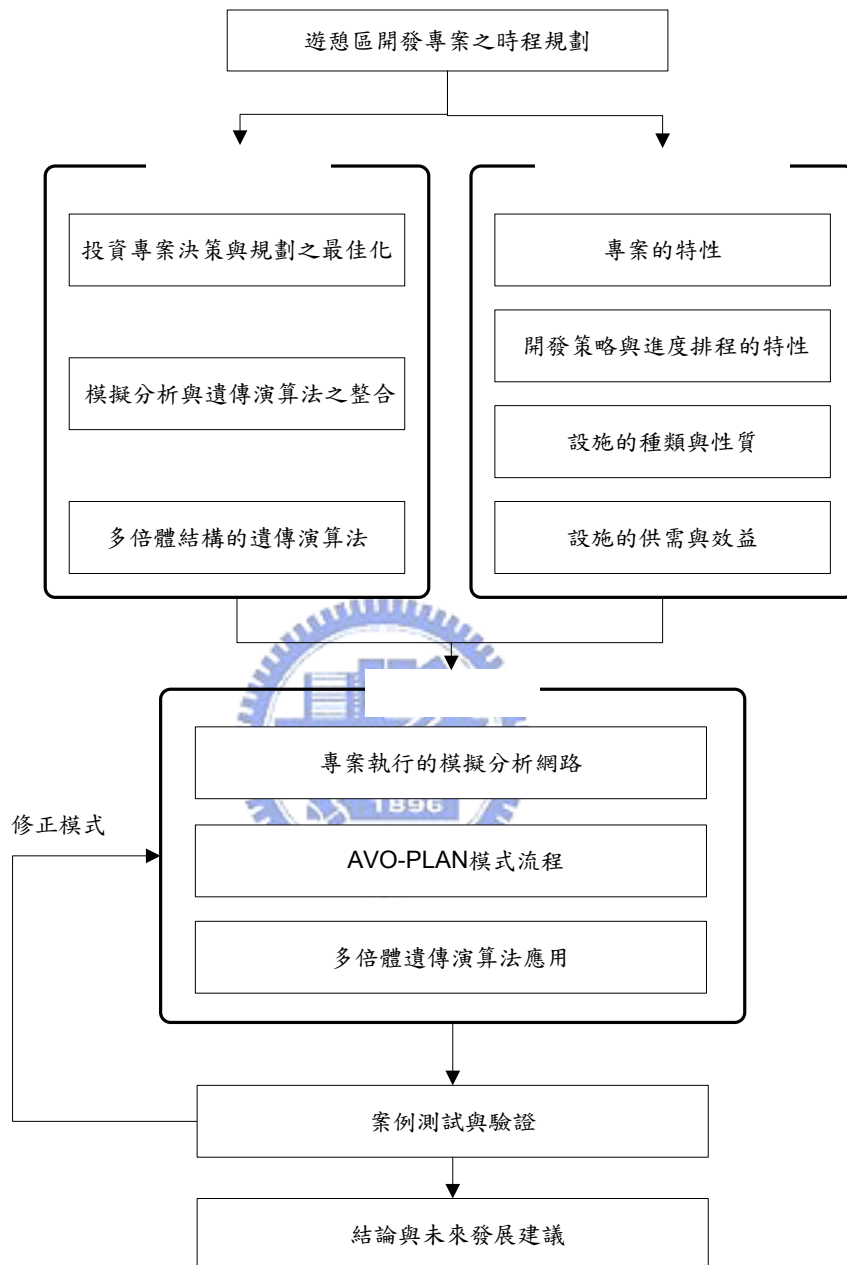 遊憩區開發專案之時程規劃
投資專案決策與規劃之最佳化
模擬分析與遺傳演算法之整合
多倍體結構的遺傳演算法
專案的特性
開發策略與進度排程的特性
設施的種類與性質
設施的供需與效益
專案執行的模擬分析網路
1896
AVO-PLAN模式流程
多倍體遺傳演算法應用
修正模式
案例測試與驗證
結論與未來發展建議